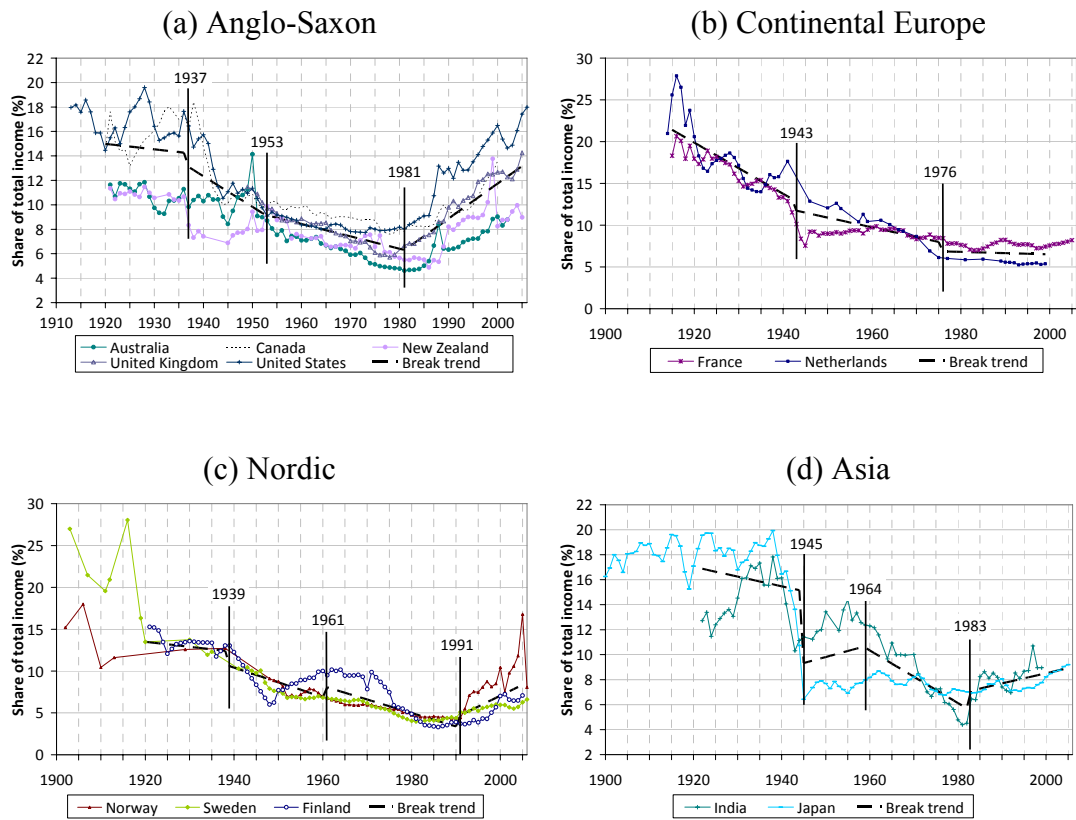 (a) Anglo-Saxon
Share of total income (%)
22
20
18
16
14
12
10
8
6
4
2
1937
1953
1981
1910 1920 1930 1940 1950 1960 1970 1980 1990 2000
Australia Canada New Zealand
United Kingdom United States Break trend
(b) Continental Europe
Share of total income (%)
30
25
20
15
10
5
0
1943
1976
1900 1920 1940 1960 1980 2000
France Netherlands Break trend
(c) Nordic
Share of total income (%)
30
25
20
15
10
5
0
1939
1961
1991
1900 1920 1940 1960 1980 2000
Norway Sweden Finland Break trend
(d) Asia
Share of total income (%)
22
20
18
16
14
12
10
8
6
4
2
1945
1964
1983
1900 1920 1940 1960 1980 2000
India Japan Break trend